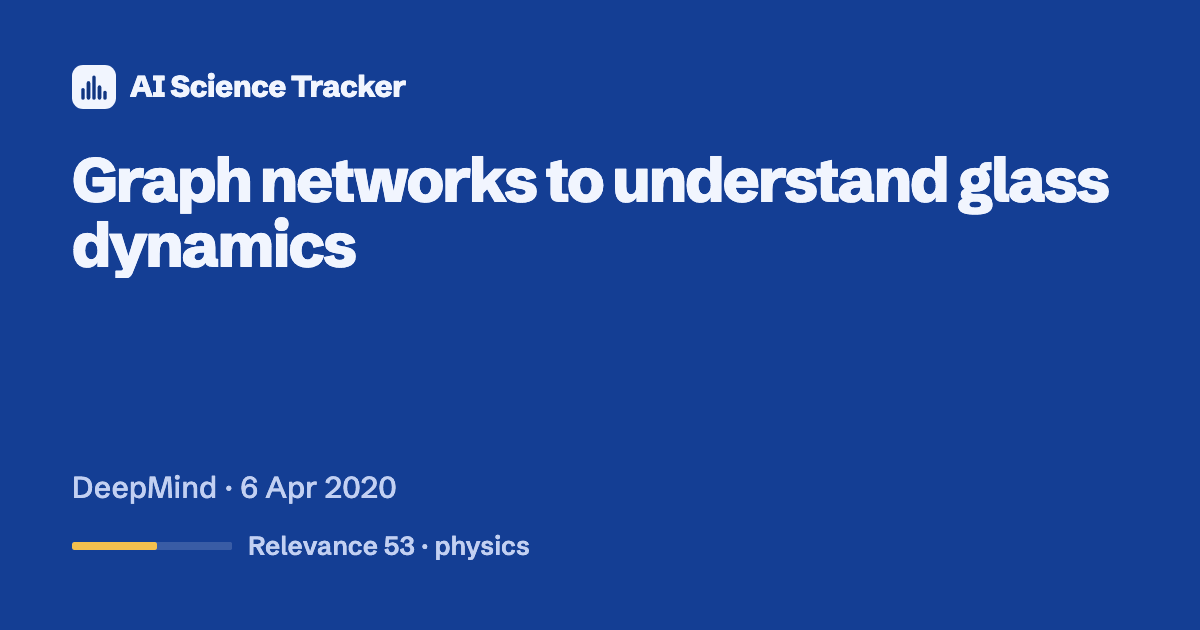 AI Science Tracker
Graph networks to understand glass
dynamics
DeepMind · 6 Apr 2020
Relevance 53 · physics